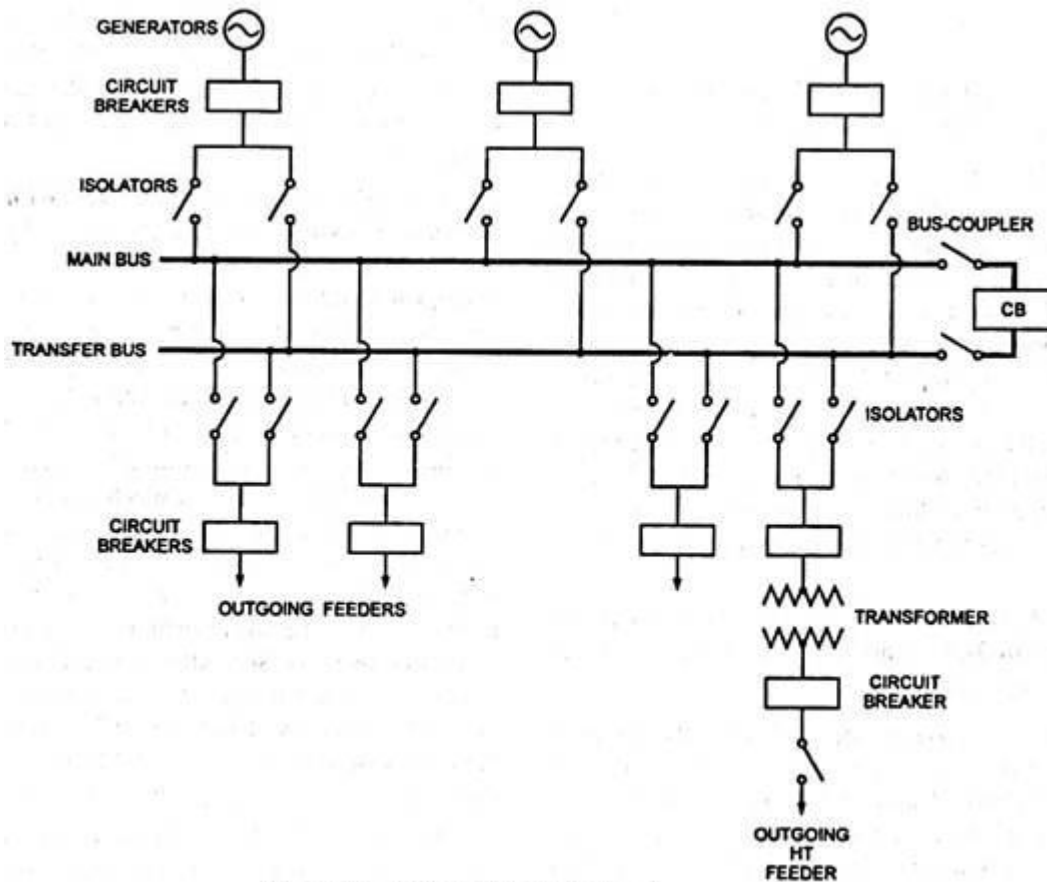 GENERATORS
CIRCUIT
BREAKERS
ISOLATORS
BUS-COUPLER
MAIN BUS
CB
TRANSFER BUS
ISOLATORS
CIRCUIT
BREAKERS
OUTGOING FEEDERS
TRANSFORMER
CIRCUIT
BREAKER
OUTGOING
HT
FEEDER